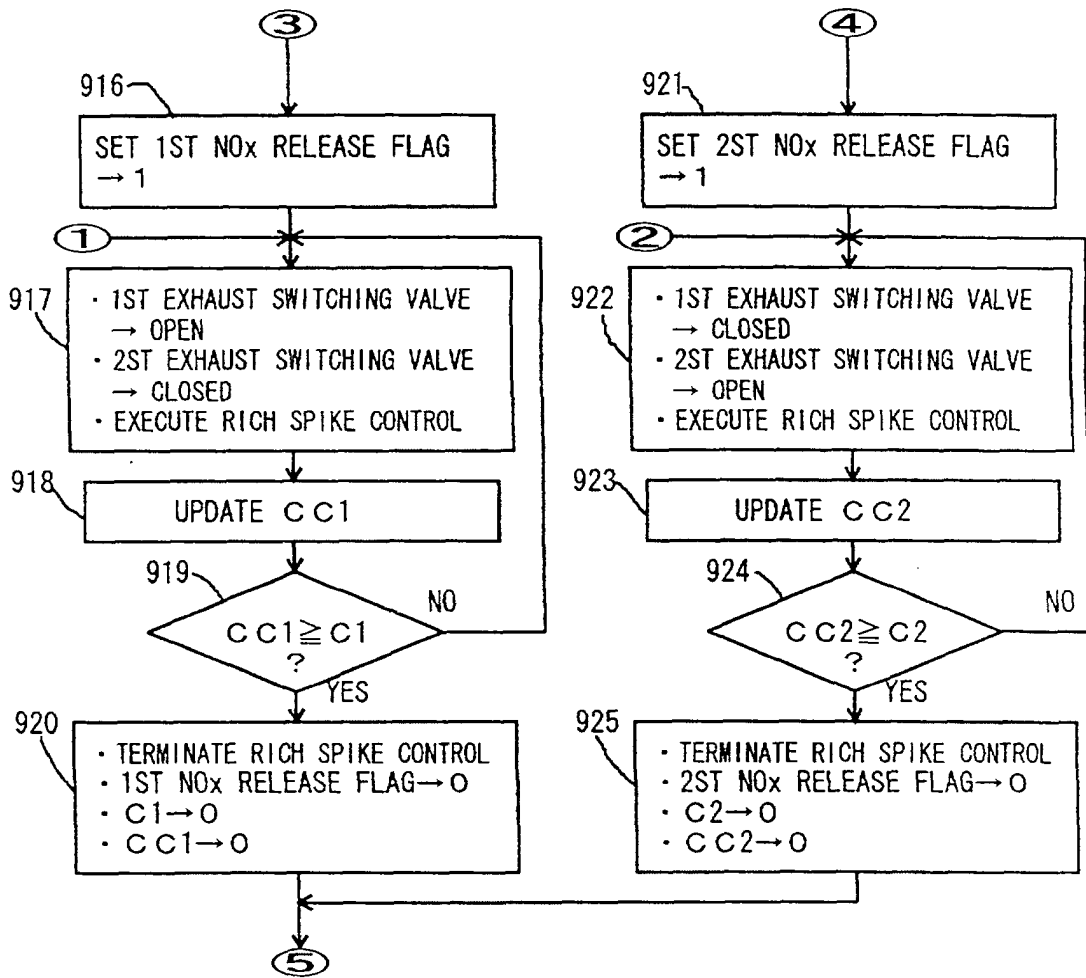 ③
916
SET 1ST NOx RELEASE FLAG
→ 1
①
917
・1ST EXHAUST SWITCHING VALVE
→ OPEN
・2ST EXHAUST SWITCHING VALVE
→ CLOSED
・EXECUTE RICH SPIKE CONTROL
918
UPDATE CC1
919
CC1≧C1
?
NO
YES
920
・TERMINATE RICH SPIKE CONTROL
・1ST NOx RELEASE FLAG→0
・C1→0
・CC1→0
④
921
SET 2ST NOx RELEASE FLAG
→ 1
②
922
・1ST EXHAUST SWITCHING VALVE
→ CLOSED
・2ST EXHAUST SWITCHING VALVE
→ OPEN
・EXECUTE RICH SPIKE CONTROL
923
UPDATE CC2
924
CC2≧C2
?
NO
YES
925
・TERMINATE RICH SPIKE CONTROL
・2ST NOx RELEASE FLAG→0
・C2→0
・CC2→0
⑤